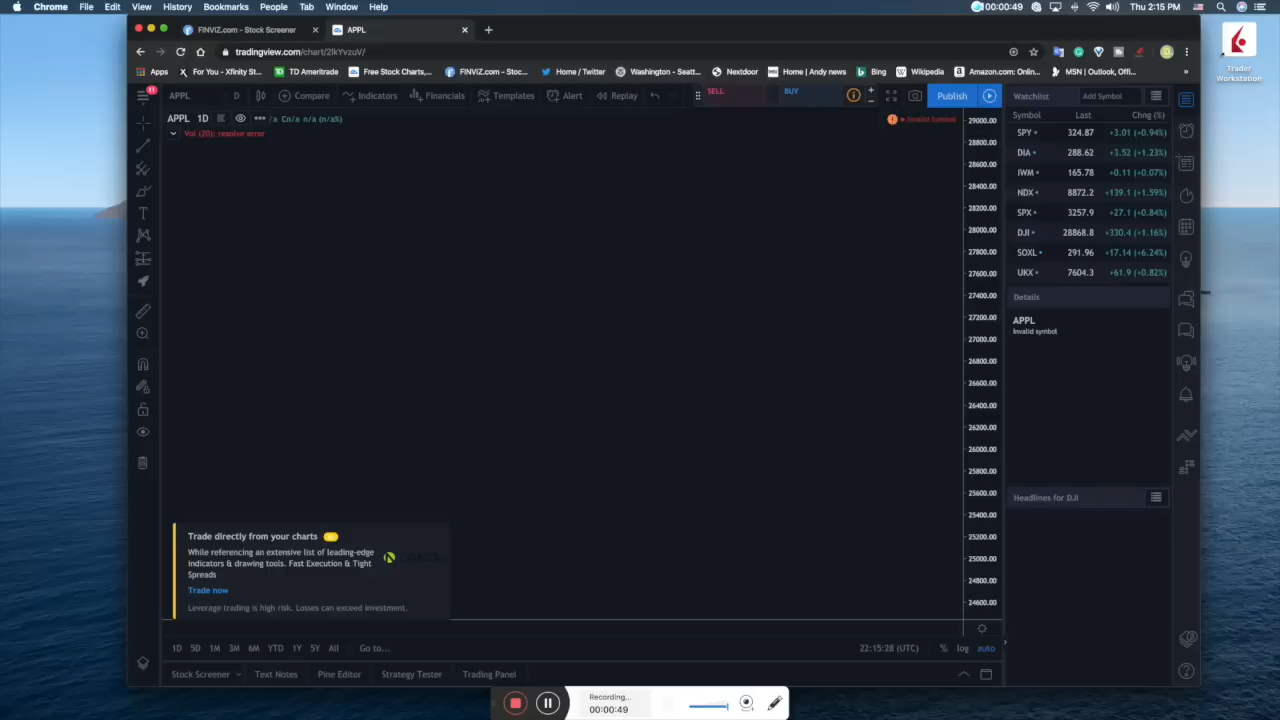 Chrome File Edit View History Bookmarks People Tab Window Help
00:00:49
Thu 2:15 PM
FINVIZ.com - Stock Screener
APPL
tradingview.com/chart/2lkYvzuV/
Apps
For You - Xfinity St...
TD Ameritrade
Free Stock Charts,...
FINVIZ.com - Stoc...
Home / Twitter
Washington - Seatt...
Nextdoor
Home | Andy news
Bing
Wikipedia
Amazon.com: Onlin...
MSN | Outlook, Offi...
»
Trader
Workstation
11
APPL D Compare Indicators Financials Templates Alert Replay
SELL
BUY
Publish
APPL 1D /a Cn/a n/a (n/a%)
Vol (20): resolve error
Invalid Symbol
29000.00
28800.00
28600.00
28400.00
28200.00
28000.00
27800.00
27600.00
27400.00
27200.00
27000.00
26800.00
26600.00
26400.00
26200.00
26000.00
25800.00
25600.00
25400.00
25200.00
25000.00
24800.00
24600.00
Watchlist Add Symbol
Symbol Last Chng (%)
SPY 324.87 +3.01 (+0.94%)
DIA 288.62 +3.52 (+1.23%)
IWM 165.78 +0.11 (+0.07%)
NDX 8872.2 +139.1 (+1.59%)
SPX 3257.9 +27.1 (+0.84%)
DJI 28868.8 +330.4 (+1.16%)
SOXL 291.96 +17.14 (+6.24%)
UKX 7604.3 +61.9 (+0.82%)
Details
APPL
Invalid symbol
Headlines for DJI
Trade directly from your charts
While referencing an extensive list of leading-edge
indicators & drawing tools. Fast Execution & Tight
Spreads
Trade now
Leverage trading is high risk. Losses can exceed investment.
1D 5D 1M 3M 6M YTD 1Y 5Y All Go to...
22:15:28 (UTC) % log auto
Stock Screener Text Notes Pine Editor Strategy Tester Trading Panel
Recording...
00:00:49